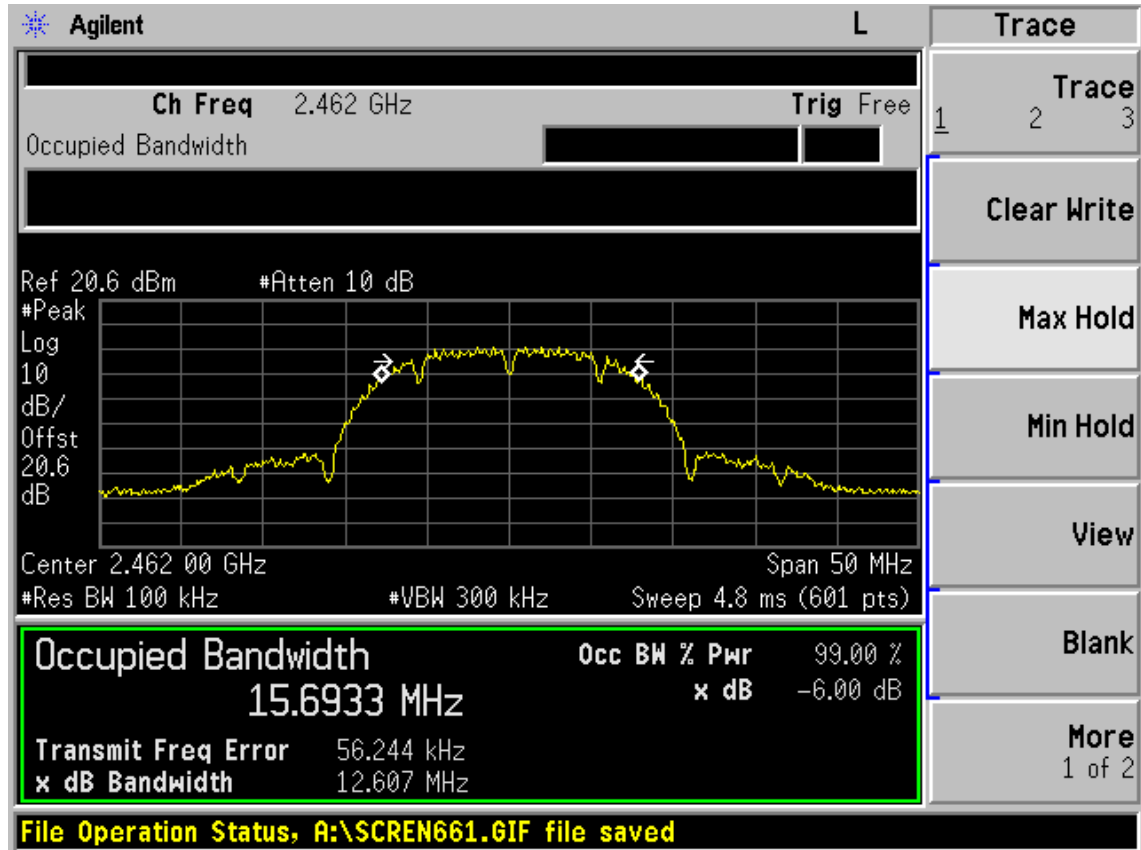 Agilent
L
Trace
Ch Freq 2.462 GHz
Trig Free
Occupied Bandwidth
Trace
1 2 3
Clear Write
Max Hold
Min Hold
View
Blank
More
1 of 2
Ref 20.6 dBm #Atten 10 dB
#Peak
Log
10
dB/
Offst
20.6
dB
Center 2.462 00 GHz Span 50 MHz
#Res BW 100 kHz #VBW 300 kHz Sweep 4.8 ms (601 pts)
Occupied Bandwidth
15.6933 MHz
Occ BW % Pwr 99.00 %
x dB -6.00 dB
Transmit Freq Error 56.244 kHz
x dB Bandwidth 12.607 MHz
File Operation Status, A:\SCREN661.GIF file saved